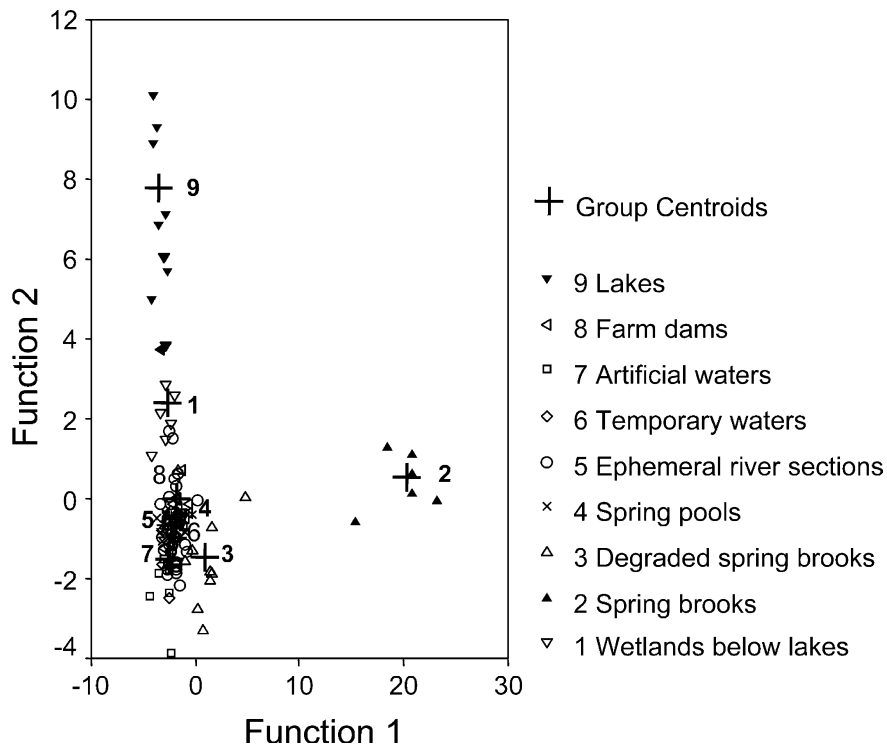 12
10
8
6
4
2
0
-2
-4
-10 0 10 20 30
Function 2
Function 1
9
1
2
8
4
5
6
7
3
Group Centroids
9 Lakes
8 Farm dams
7 Artificial waters
6 Temporary waters
5 Ephemeral river sections
4 Spring pools
3 Degraded spring brooks
2 Spring brooks
1 Wetlands below lakes